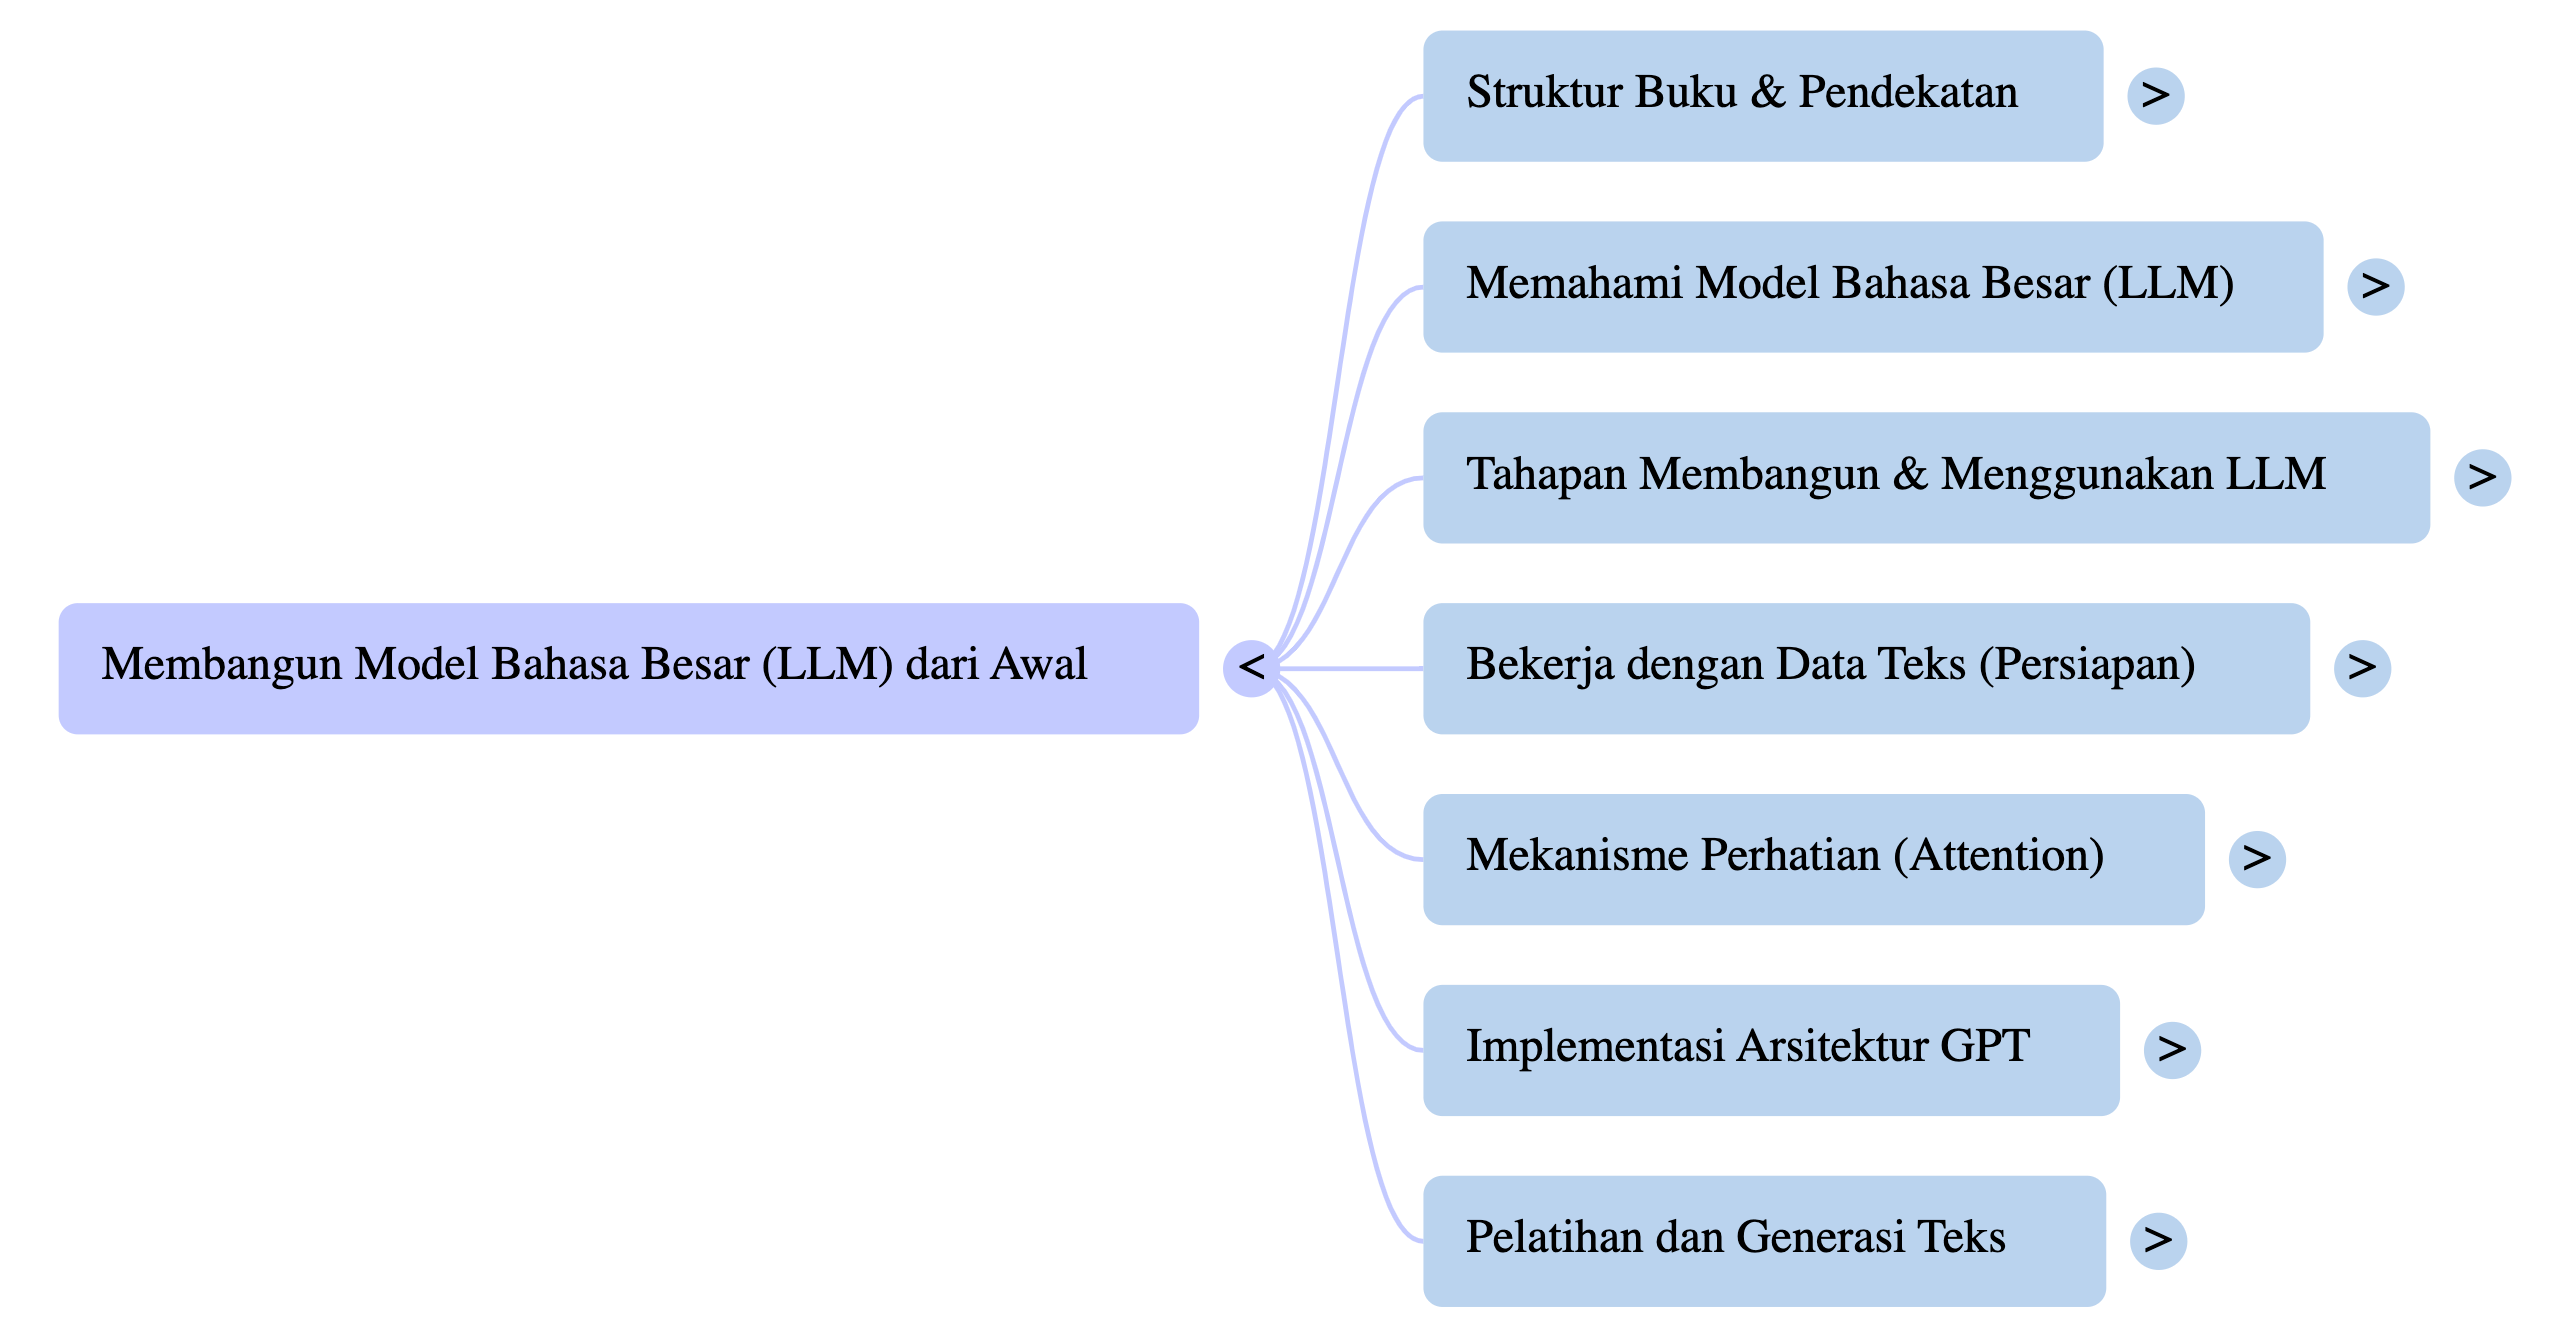 Struktur Buku & Pendekatan
>
Memahami Model Bahasa Besar (LLM)
>
Tahapan Membangun & Menggunakan LLM
>
Membangun Model Bahasa Besar (LLM) dari Awal
<
Bekerja dengan Data Teks (Persiapan)
>
Mekanisme Perhatian (Attention)
>
Implementasi Arsitektur GPT
>
Pelatihan dan Generasi Teks
>